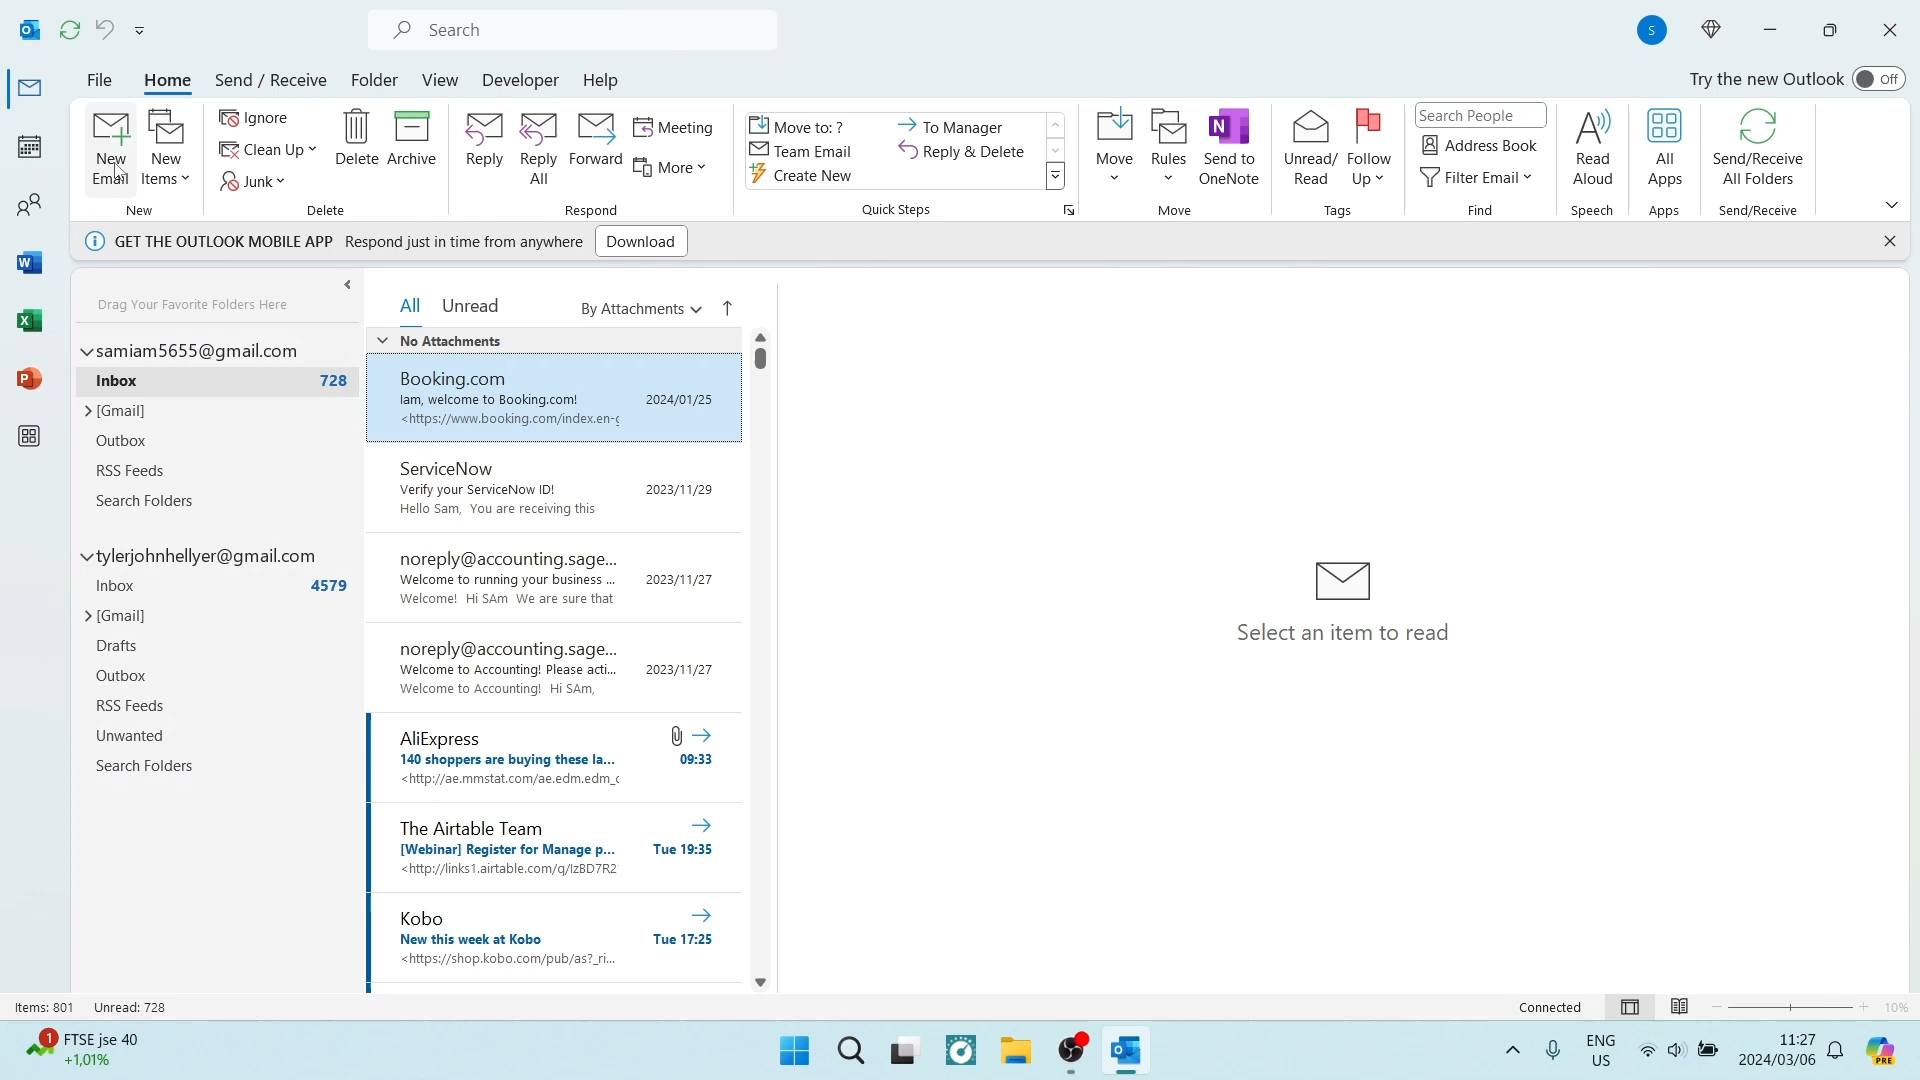 Search
S
File Home Send / Receive Folder View Developer Help
Try the new Outlook Off
New Email
New Items
New
Ignore
Clean Up
Junk
Delete
Archive
Delete
Reply
Reply All
Forward
Meeting
More
Respond
Move to: ?
Team Email
Create New
To Manager
Reply & Delete
Quick Steps
Move
Rules
Send to OneNote
Move
Unread/ Read
Follow Up
Tags
Search People
Address Book
Filter Email
Find
Read Aloud
Speech
All Apps
Apps
Send/Receive All Folders
Send/Receive
GET THE OUTLOOK MOBILE APP Respond just in time from anywhere Download
Drag Your Favorite Folders Here
samiam5655@gmail.com
Inbox 728
[Gmail]
Outbox
RSS Feeds
Search Folders
tylerjohnhellyer@gmail.com
Inbox 4579
[Gmail]
Drafts
Outbox
RSS Feeds
Unwanted
Search Folders
All Unread By Attachments
No Attachments
Booking.com
Iam, welcome to Booking.com! 2024/01/25
<https://www.booking.com/index.en-g
ServiceNow
Verify your ServiceNow ID! 2023/11/29
Hello Sam, You are receiving this
noreply@accounting.sage...
Welcome to running your business ... 2023/11/27
Welcome! Hi SAm We are sure that
noreply@accounting.sage...
Welcome to Accounting! Please acti... 2023/11/27
Welcome to Accounting! Hi SAm,
AliExpress
140 shoppers are buying these la... 09:33
<http://ae.mmstat.com/ae.edm.edm_c
The Airtable Team
[Webinar] Register for Manage p... Tue 19:35
<http://links1.airtable.com/q/IzBD7R2
Kobo
New this week at Kobo Tue 17:25
<https://shop.kobo.com/pub/as?_ri...
Select an item to read
Items: 801 Unread: 728
Connected
10%
1
FTSE jse 40
+1,01%
ENG
US
11:27
2024/03/06
PRE